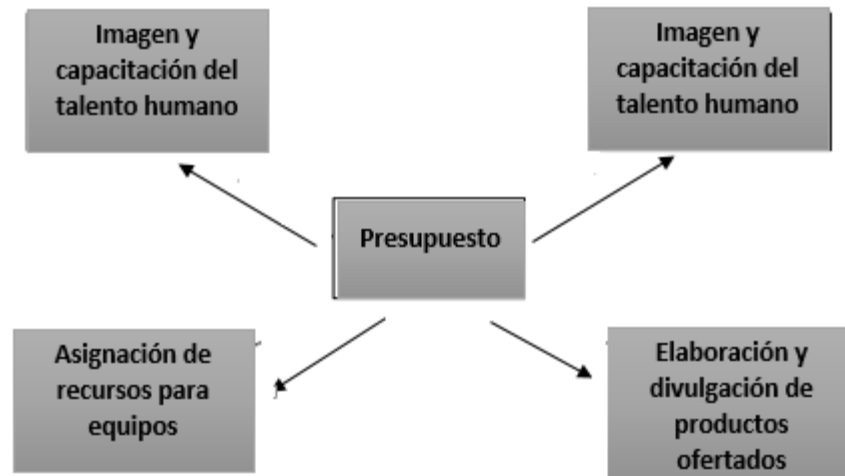 Imagen y
capacitación del
talento humano
Imagen y
capacitación del
talento humano
Presupuesto
Asignación de
recursos para
equipos
Elaboración y
divulgación de
productos
ofertados